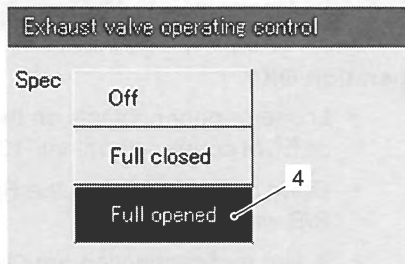 Exhaust valve operating control
Spec
Off
Full closed
4
Full opened